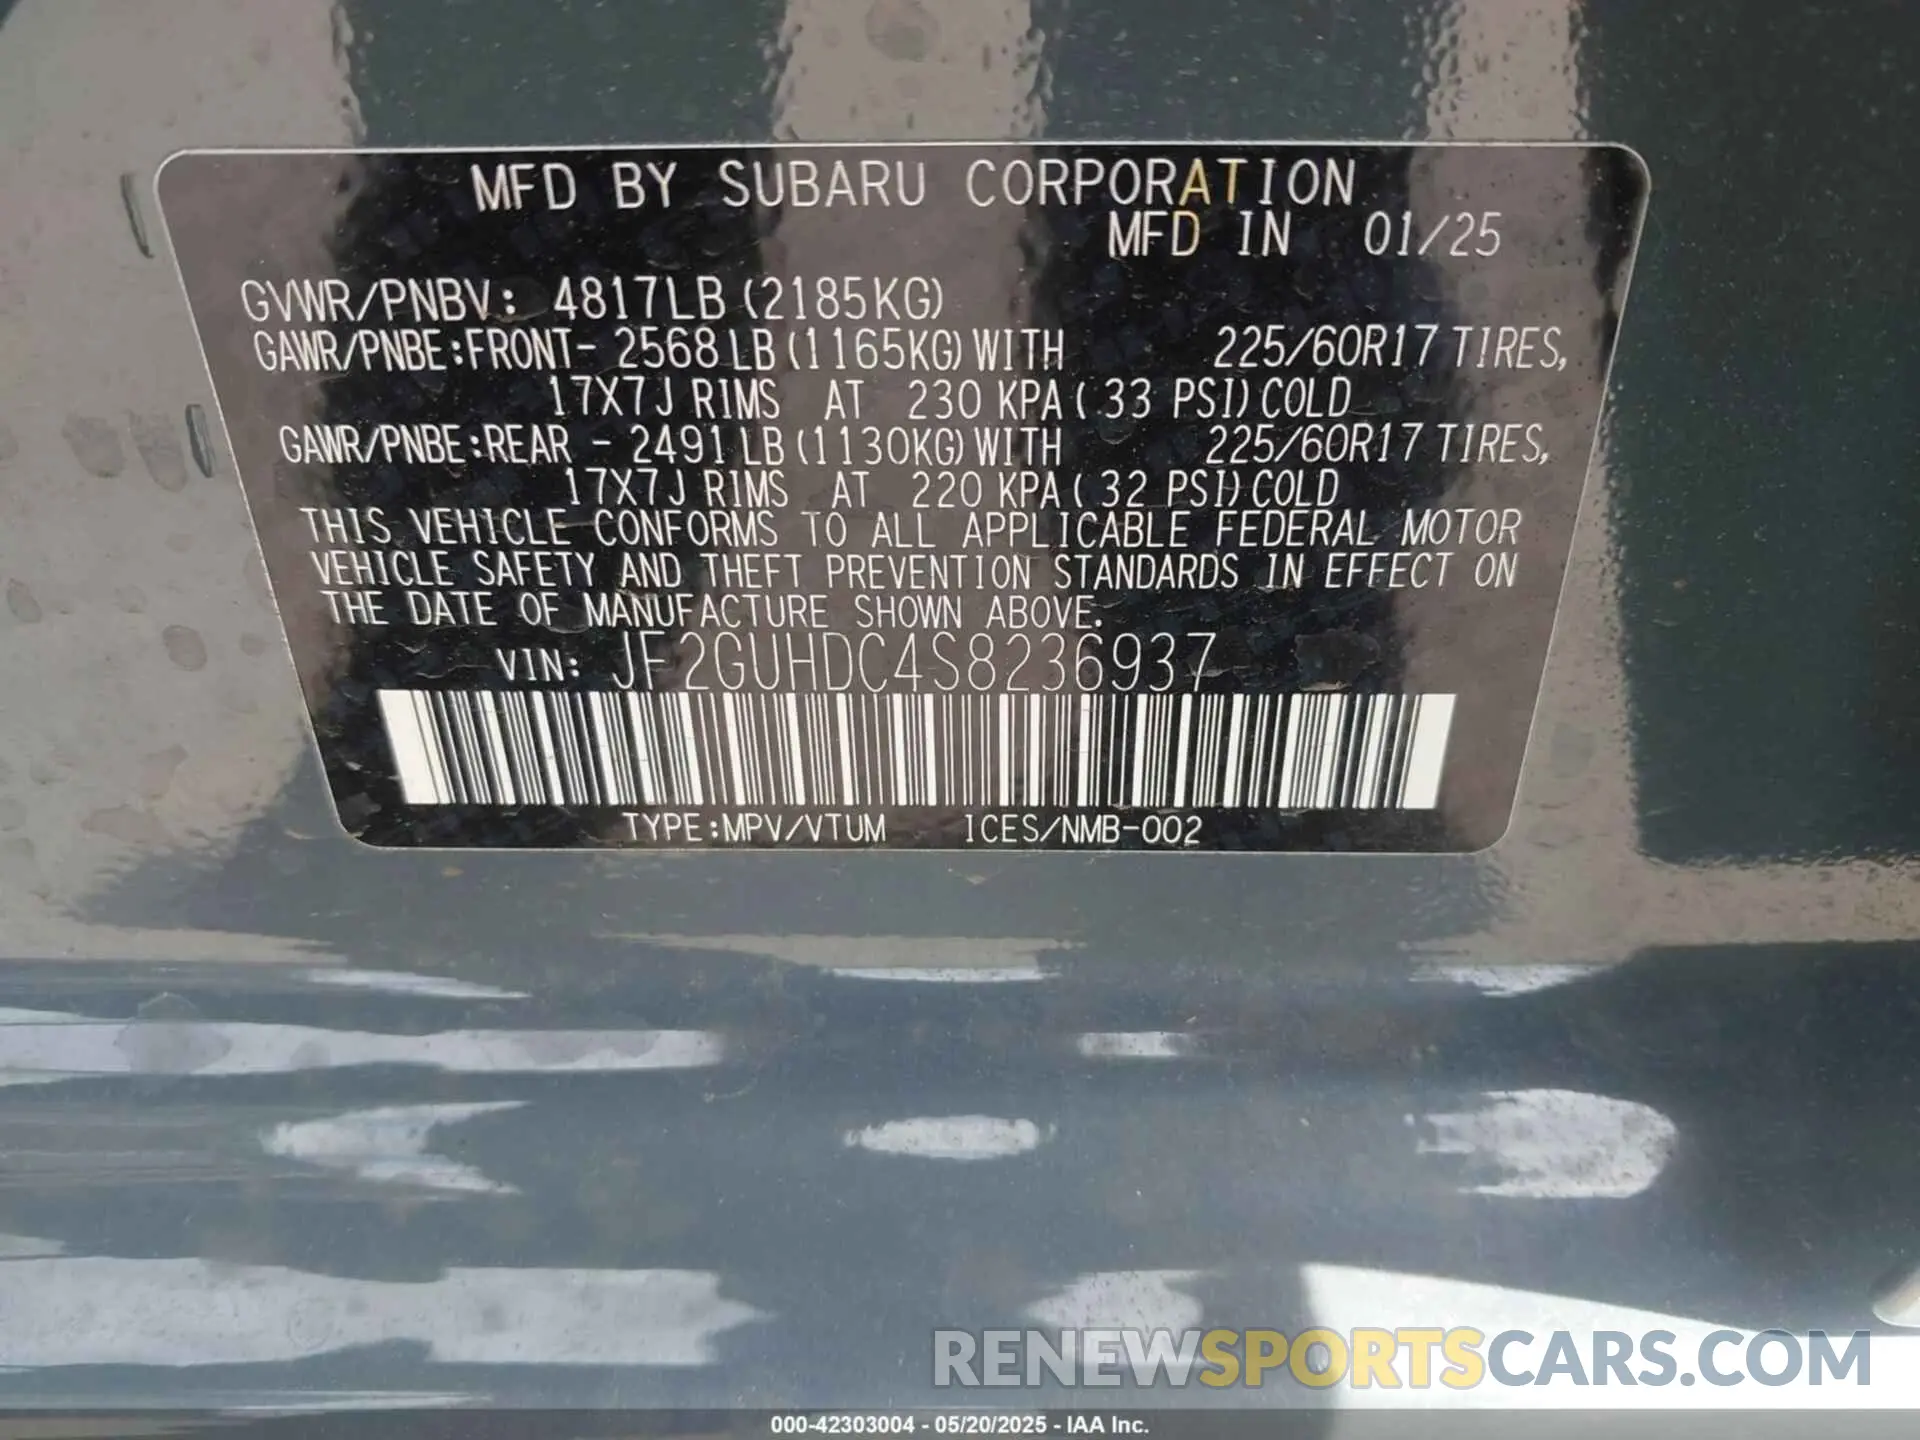 MFD BY SUBARU CORPORATION
MFD IN 01/25
GVWR/PNBV: 4817LB (2185KG)
GAWR/PNBE:FRONT- 2568LB (1165KG) WITH 225/60R17 TIRES,
17X7J RIMS AT 230 KPA ( 33 PSI) COLD
GAWR/PNBE:REAR - 2491LB (1130KG) WITH 225/60R17 TIRES,
17X7J RIMS AT 220 KPA ( 32 PSI) COLD
THIS VEHICLE CONFORMS TO ALL APPLICABLE FEDERAL MOTOR
VEHICLE SAFETY AND THEFT PREVENTION STANDARDS IN EFFECT ON
THE DATE OF MANUFACTURE SHOWN ABOVE.
VIN: JF2GUHDC4S8236937
TYPE:MPV/VTUM ICES/NMB-002
RENEWSPORTSCARS.COM
000-42303004 - 05/20/2025 - IAA Inc.